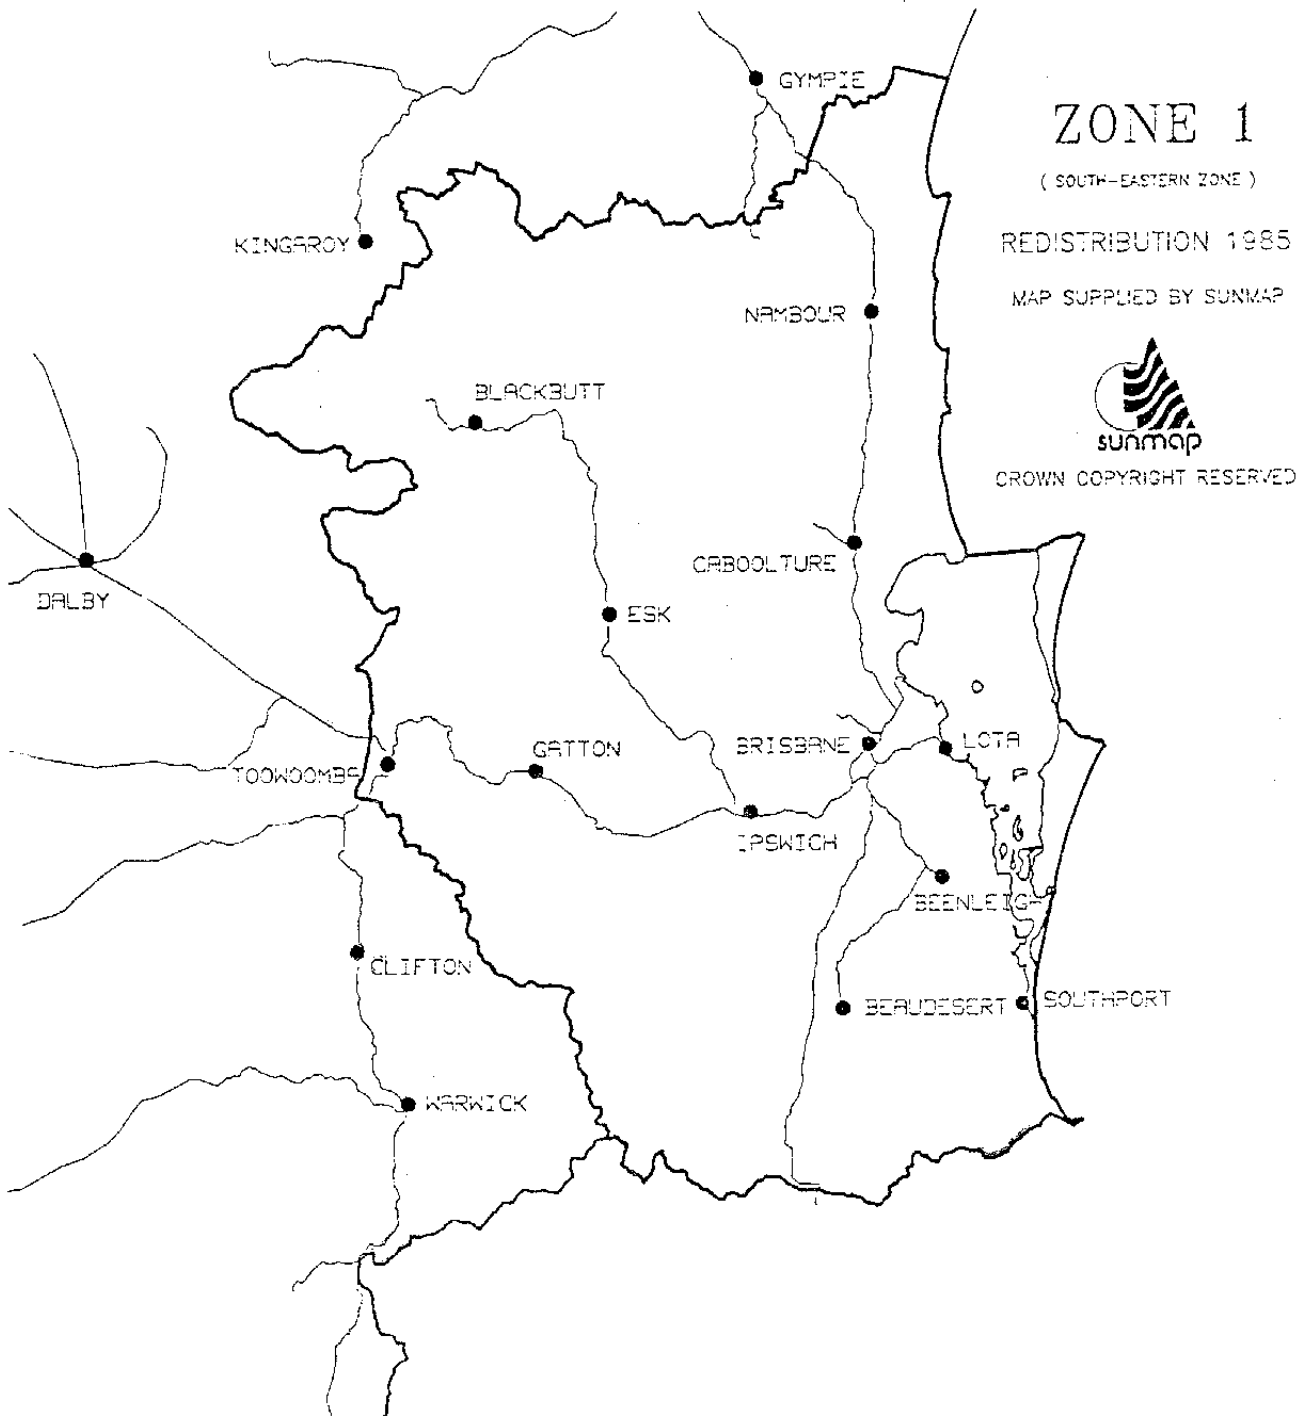 GYMPIE
ZONE 1
( SOUTH-EASTERN ZONE )
KINGAROY
REDISTRIBUTION 1985
MAP SUPPLIED BY SUNMAP
NAMBOUR
BLACKBUTT
sunmap
CROWN COPYRIGHT RESERVED
CABOOLTURE
DALBY
ESK
BRISBANE
LOTA
GATTON
TOOWOOMBA
IPSWICH
BEENLEIGH
CLIFTON
BEAUDESERT
SOUTHPORT
WARWICK